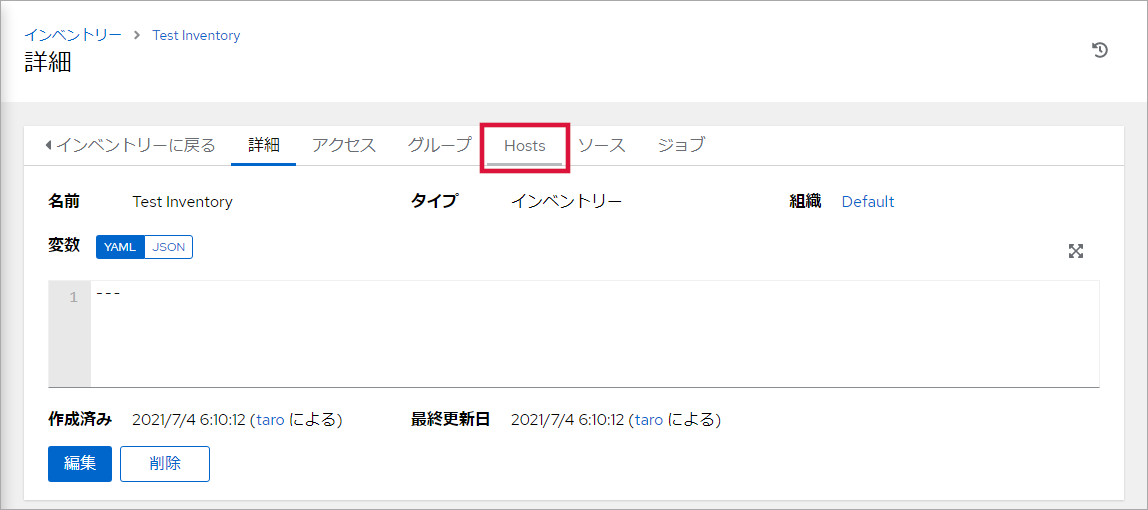 インベントリー > Test Inventory
詳細
インベントリーに戻る 詳細 アクセス グループ Hosts ソース ジョブ
名前 Test Inventory タイプ インベントリー 組織 Default
変数 YAML JSON
1 ---
作成済み 2021/7/4 6:10:12 (taro による) 最終更新日 2021/7/4 6:10:12 (taro による)
編集 削除